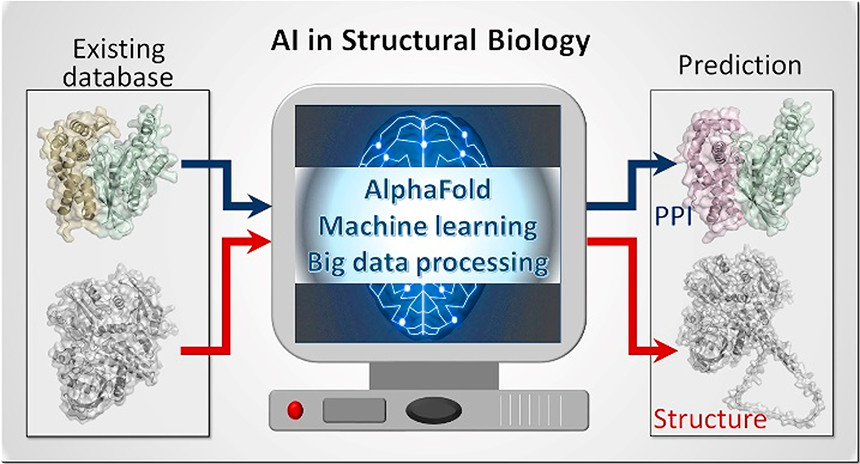 AI in Structural Biology
Existing
database
AlphaFold
Machine learning
Big data processing
Prediction
PPI
Structure